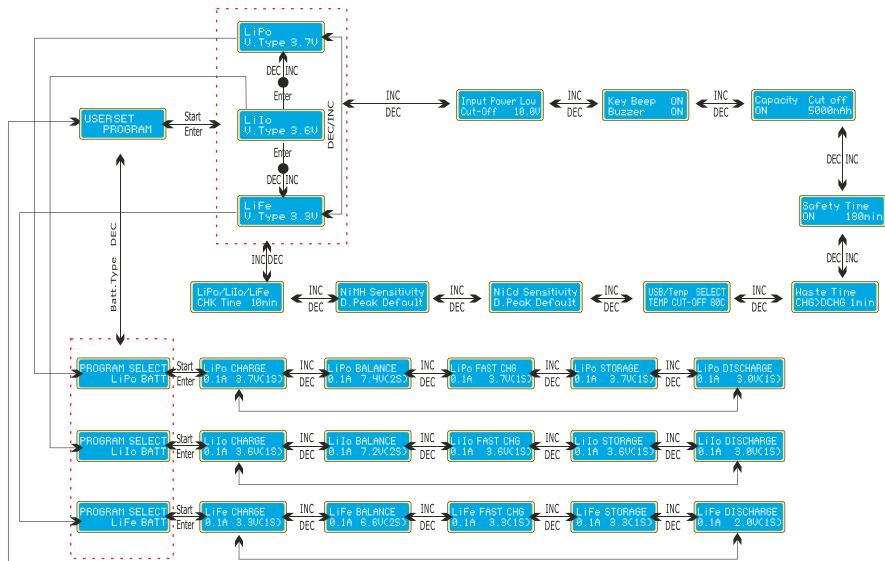 LiPo
V.Type 3.7V
DEC INC
Enter
LiIo
V.Type 3.6V
Enter
DEC INC
LiFe
V.Type 3.3V
DEC/INC
USERSET
PROGRAM
Start
Enter
INC
DEC
Input Power Lou
Cut-Off 10.0V
INC
DEC
Key Beep ON
Buzzer ON
INC
DEC
Capacity Cut off
ON 5000mAh
DEC INC
Safety Time
ON 180min
DEC INC
Waste Time
CHG>DCHG 1min
INC
DEC
USB/Temp SELECT
TEMP CUT-OFF 80C
INC
DEC
NiCd Sensitivity
D.Peak Default
INC
DEC
NiMH Sensitivity
D.Peak Default
INC
DEC
LiPo/LiIo/LiFe
CHK Time 10min
INC DEC
Batt.Type DEC
PROGRAM SELECT
LiPo BATT
Start
Enter
LiPo CHARGE
0.1A 3.7V(1S)
INC
DEC
LiPo BALANCE
0.1A 7.4V(2S)
INC
DEC
LiPo FAST CHG
0.1A 3.7V(1S)
INC
DEC
LiPo STORAGE
0.1A 3.7V(1S)
INC
DEC
LiPo DISCHARGE
0.1A 3.0V(1S)
PROGRAM SELECT
LiIo BATT
Start
Enter
LiIo CHARGE
0.1A 3.6V(1S)
INC
DEC
LiIo BALANCE
0.1A 7.2V(2S)
INC
DEC
LiIo FAST CHG
0.1A 3.6V(1S)
INC
DEC
LiIo STORAGE
0.1A 3.6V(1S)
INC
DEC
LiIo DISCHARGE
0.1A 3.0V(1S)
PROGRAM SELECT
LiFe BATT
Start
Enter
LiFe CHARGE
0.1A 3.3V(1S)
INC
DEC
LiFe BALANCE
0.1A 6.6V(2S)
INC
DEC
LiFe FAST CHG
0.1A 3.3(1S)
INC
DEC
LiFe STORAGE
0.1A 3.3(1S)
INC
DEC
LiFe DISCHARGE
0.1A 2.0V(1S)